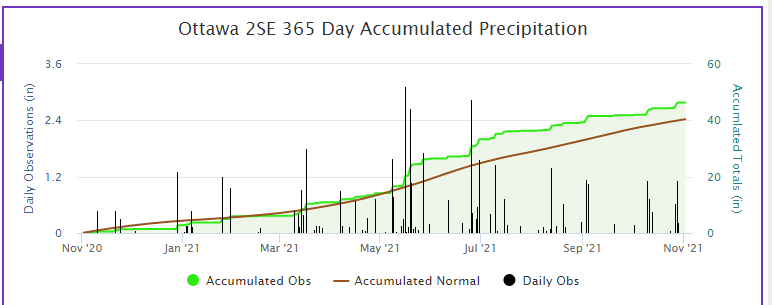 Ottawa 2SE 365 Day Accumulated Precipitation
Daily Observations (in)
3.6
2.4
1.2
0
60
40
20
0
Accumlated Totals (in)
Nov '20
Jan '21
Mar '21
May '21
Jul '21
Sep '21
Nov '21
Accumulated Obs
Accumulated Normal
Daily Obs